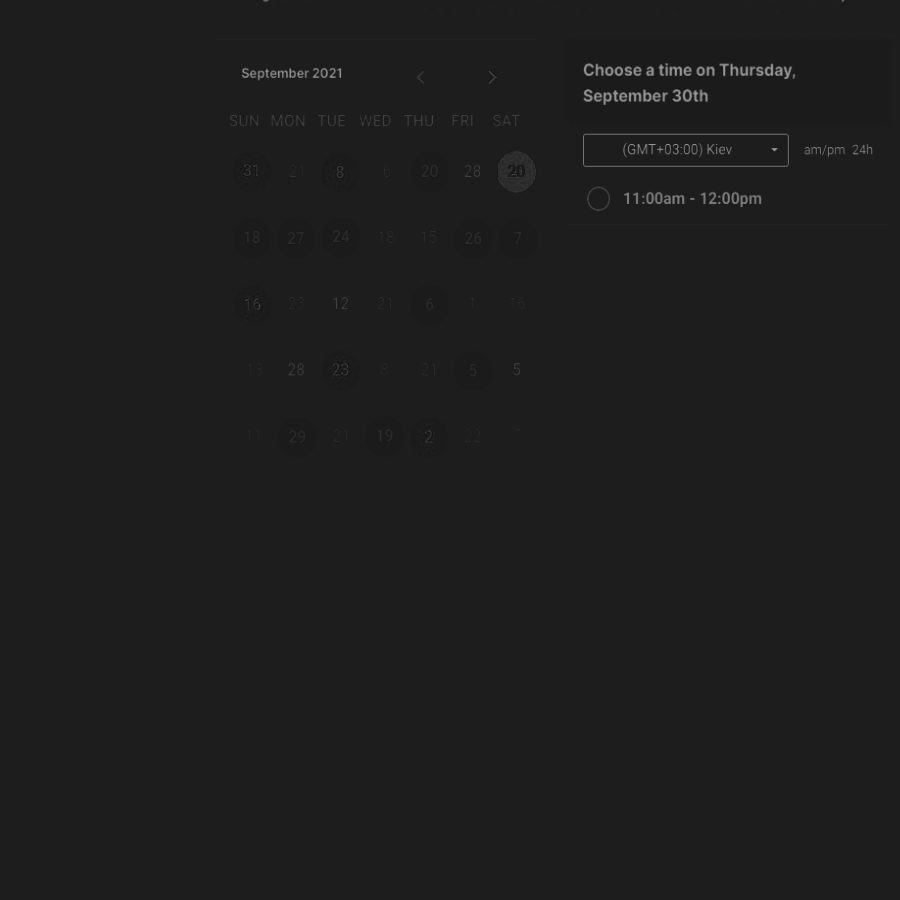 September 2021
SUN MON TUE WED THU FRI SAT
31 21 8 6 20 28 20
18 27 24 13 15 26 7
16 23 12 21 6 1 16
13 28 23 8 21 5 5
11 29 21 19 2 22
Choose a time on Thursday,
September 30th
(GMT+03:00) Kiev am/pm 24h
11:00am - 12:00pm